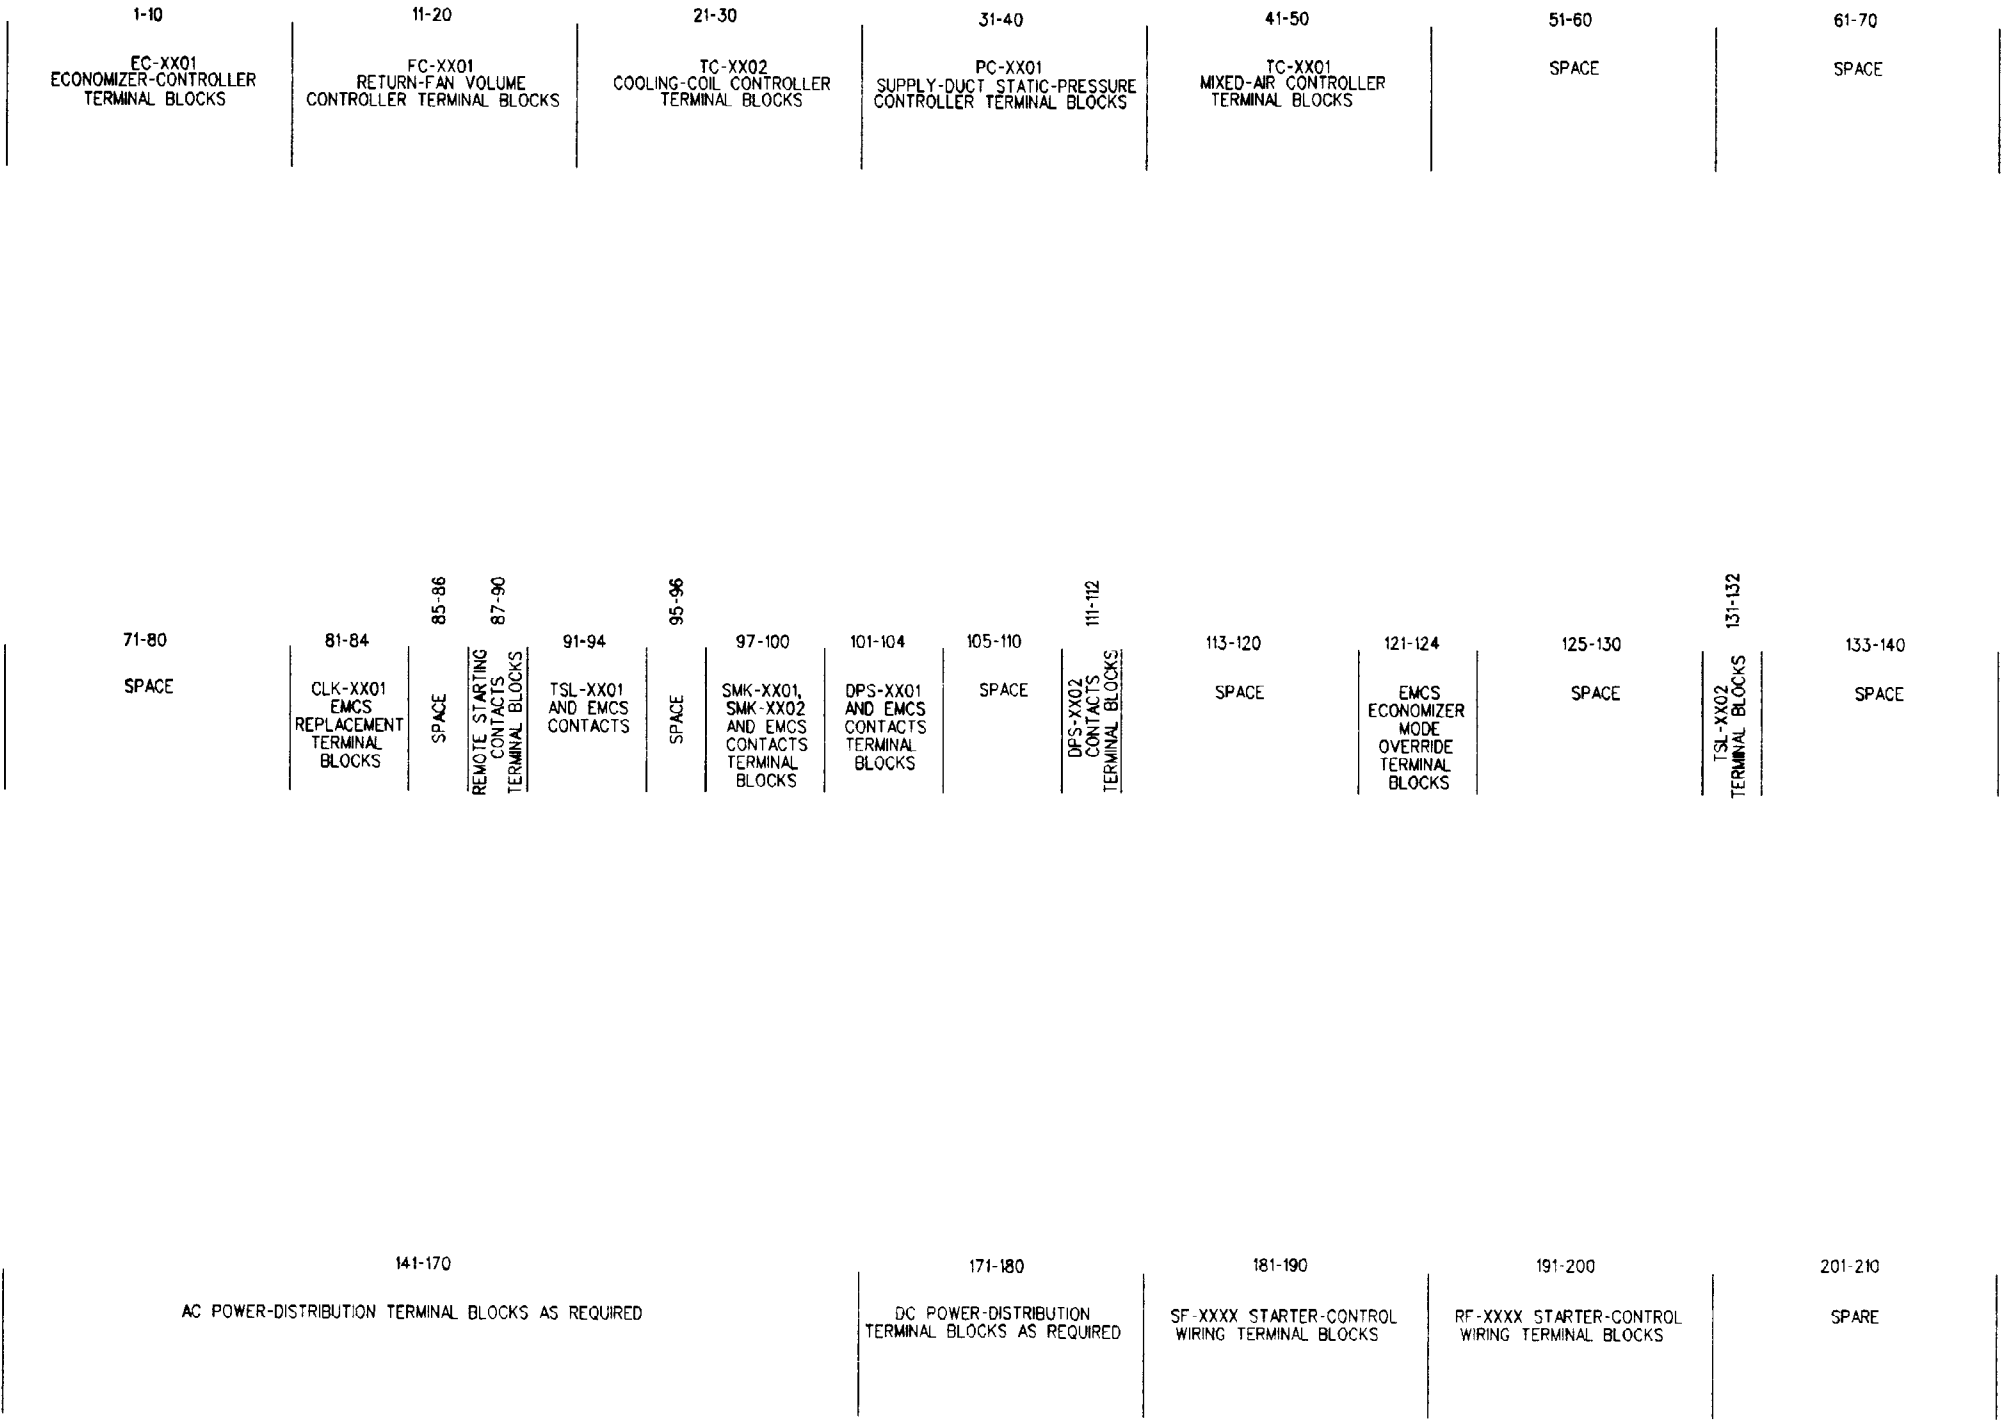 1-10
EC-XX01
ECONOMIZER-CONTROLLER
TERMINAL BLOCKS
11-20
FC-XX01
RETURN-FAN VOLUME
CONTROLLER TERMINAL BLOCKS
21-30
TC-XX02
COOLING-COIL CONTROLLER
TERMINAL BLOCKS
31-40
PC-XX01
SUPPLY-DUCT STATIC-PRESSURE
CONTROLLER TERMINAL BLOCKS
41-50
TC-XX01
MIXED-AIR CONTROLLER
TERMINAL BLOCKS
51-60
SPACE
61-70
SPACE
71-80
SPACE
81-84
CLK-XX01
EMCS
REPLACEMENT
TERMINAL
BLOCKS
85-86
SPACE
87-90
REMOTE STARTING
CONTACTS
TERMINAL BLOCKS
91-94
TSL-XX01
AND EMCS
CONTACTS
95-96
SPACE
97-100
SMK-XX01,
SMK-XX02
AND EMCS
CONTACTS
TERMINAL
BLOCKS
101-104
DPS-XX01
AND EMCS
CONTACTS
TERMINAL
BLOCKS
105-110
SPACE
111-112
DPS-XX02
CONTACTS
TERMINAL BLOCKS
113-120
SPACE
121-124
EMCS
ECONOMIZER
MODE
OVERRIDE
TERMINAL
BLOCKS
125-130
SPACE
131-132
TSL-XX02
TERMINAL BLOCKS
133-140
SPACE
141-170
AC POWER-DISTRIBUTION TERMINAL BLOCKS AS REQUIRED
171-180
DC POWER-DISTRIBUTION
TERMINAL BLOCKS AS REQUIRED
181-190
SF-XXXX STARTER-CONTROL
WIRING TERMINAL BLOCKS
191-200
RF-XXXX STARTER-CONTROL
WIRING TERMINAL BLOCKS
201-210
SPARE